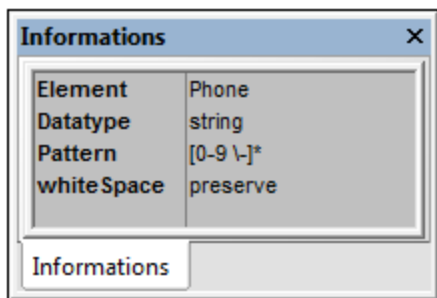 Informations
Element Phone
Datatype string
Pattern [0-9 \-]*
whiteSpace preserve
Informations